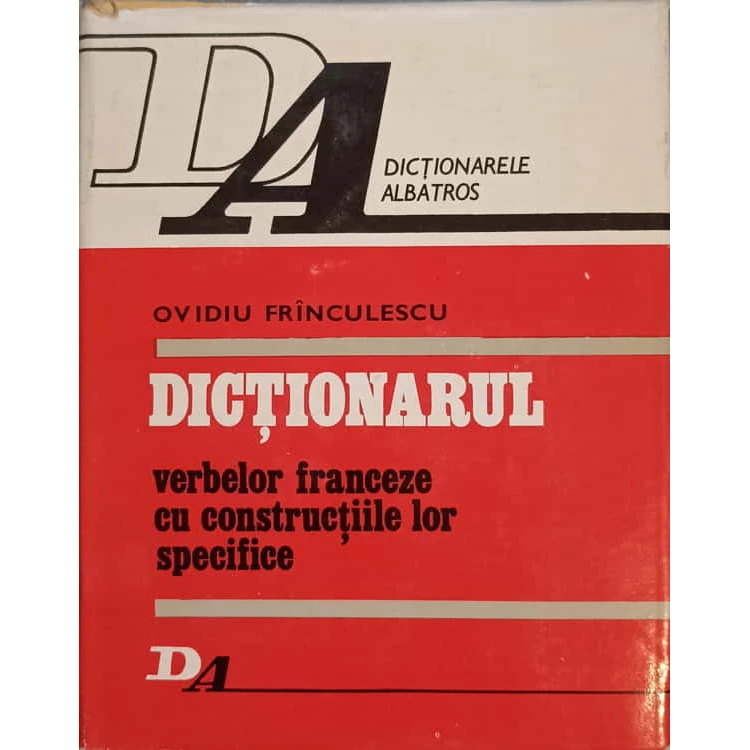 DA
DICȚIONARELE
ALBATROS
OVIDIU FRÎNCULESCU
DICȚIONARUL
verbelor franceze
cu construcțiile lor
specifice
DA